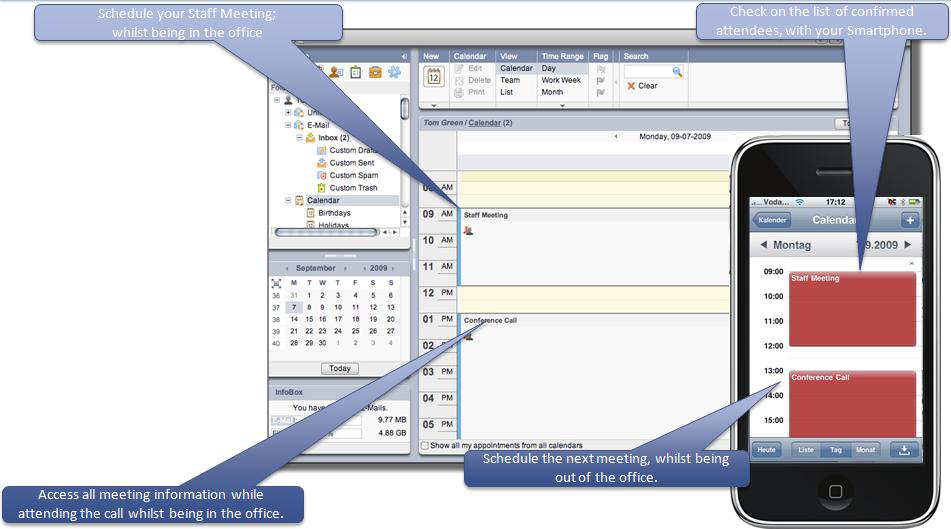 Schedule your Staff Meeting;
whilst being in the office
Check on the list of confirmed
attendees, with your Smartphone.
New Calendar View Time Range Flag Search
Edit Calendar Day
Delete Team Work Week
Print List Month
Clear
12
Tom Green / Calendar (2)
Monday, 09-07-2009
E-Mail
Inbox (2)
Custom
Custom Sent
Custom Spam
Custom Trash
Calendar
Birthdays
Holidays
September 2009
M T W T F S S
36 31 1 2 3 4 5 6
37 7 8 9 10 11 12 13
38 14 15 16 17 18 19 20
39 21 22 23 24 25 26 27
40 28 29 30 1 2 3 4
Today
InfoBox
You have E-Mails.
9.77 MB
4.88 GB
AM
09 AM Staff Meeting
10 AM
11 AM
12 PM
01 PM Conference Call
02
03 PM
04 PM
05 PM
Show all my appointments from all calendars
Voda... 17:12
Kalender Calendar +
Montag .9.2009
09:00 Staff Meeting
10:00
11:00
12:00
13:00 Conference Call
14:00
15:00
Heute Liste Tag Monat
Schedule the next meeting, whilst being
out of the office.
Access all meeting information while
attending the call whilst being in the office.